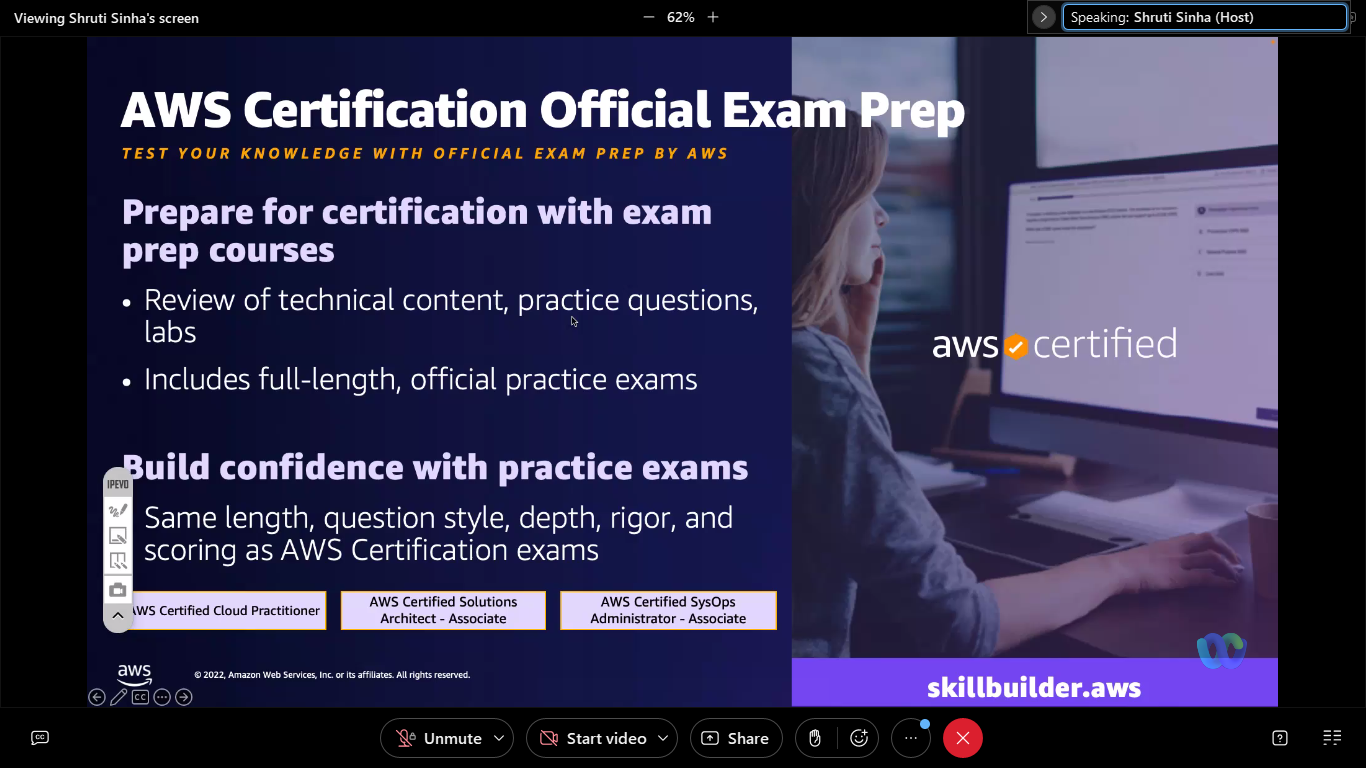 Viewing Shruti Sinha's screen
62%
Speaking: Shruti Sinha (Host)
AWS Certification Official Exam Prep
TEST YOUR KNOWLEDGE WITH OFFICIAL EXAM PREP BY AWS
Prepare for certification with exam
prep courses
• Review of technical content, practice questions,
labs
• Includes full-length, official practice exams
aws certified
Build confidence with practice exams
IPEVO
Same length, question style, depth, rigor, and
scoring as AWS Certification exams
AWS Certified Cloud Practitioner
AWS Certified Solutions
Architect - Associate
AWS Certified SysOps
Administrator - Associate
aws
© 2022, Amazon Web Services, Inc. or its affiliates. All rights reserved.
skillbuilder.aws
CC
CC
Unmute
Start video
Share